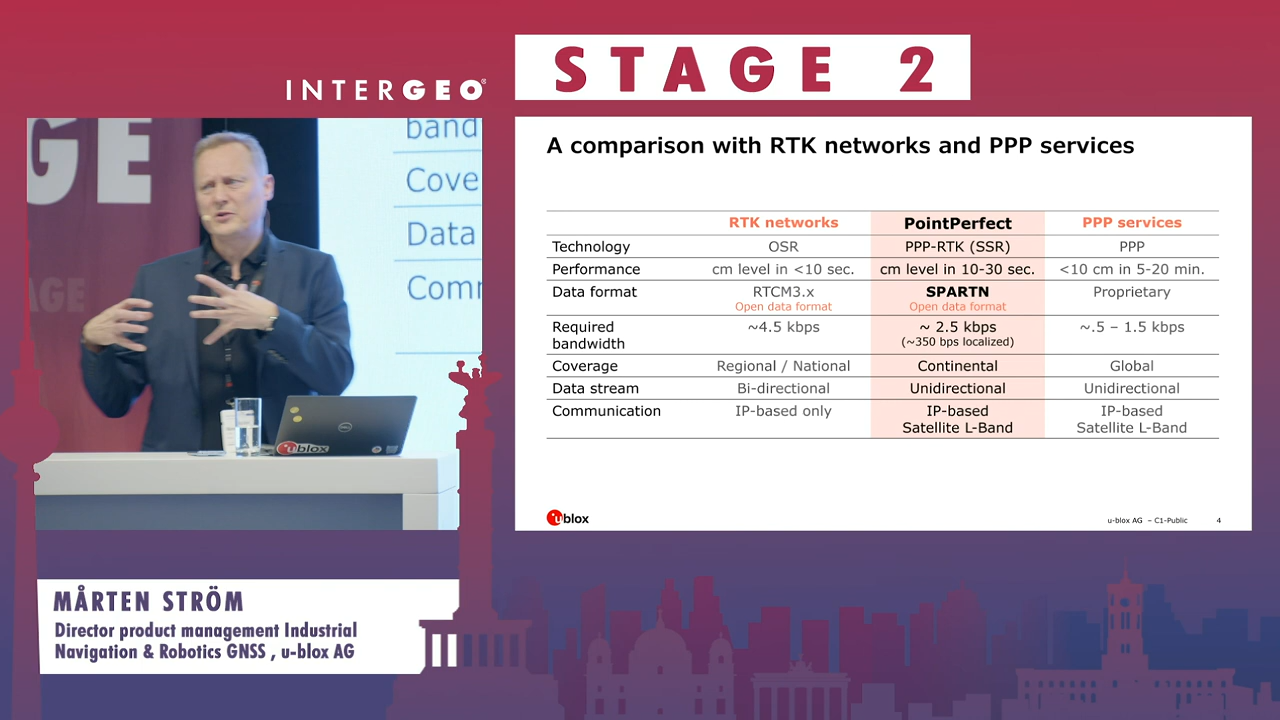 STAGE 2
INTERGEO®
GE
AGE
band
Cove
Data
Comm
DELL
ublox
A comparison with RTK networks and PPP services
RTK networks PointPerfect PPP services
Technology OSR PPP-RTK (SSR) PPP
Performance cm level in <10 sec. cm level in 10-30 sec. <10 cm in 5-20 min.
Data format RTCM3.x SPARTN Proprietary
Open data format Open data format
Required bandwidth ~4.5 kbps ~ 2.5 kbps ~.5 – 1.5 kbps
(~350 bps localized)
Coverage Regional / National Continental Global
Data stream Bi-directional Unidirectional Unidirectional
Communication IP-based only IP-based IP-based
Satellite L-Band Satellite L-Band
ublox
u-blox AG – C1-Public 4
MÅRTEN STRÖM
Director product management Industrial
Navigation & Robotics GNSS , u-blox AG